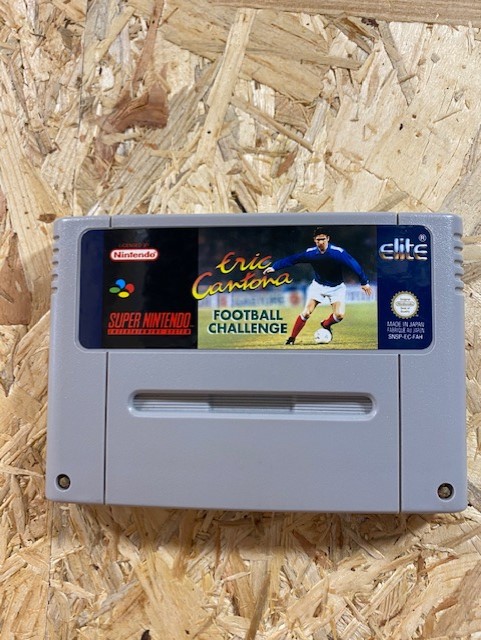 LICENSED BY
Nintendo
SUPER NINTENDO
ENTERTAINMENT SYSTEM
Eric
Cantona
FOOTBALL
CHALLENGE
elite®
MADE IN JAPAN
FABRIQUÉ AU JAPON
SNSP-EC-FAH